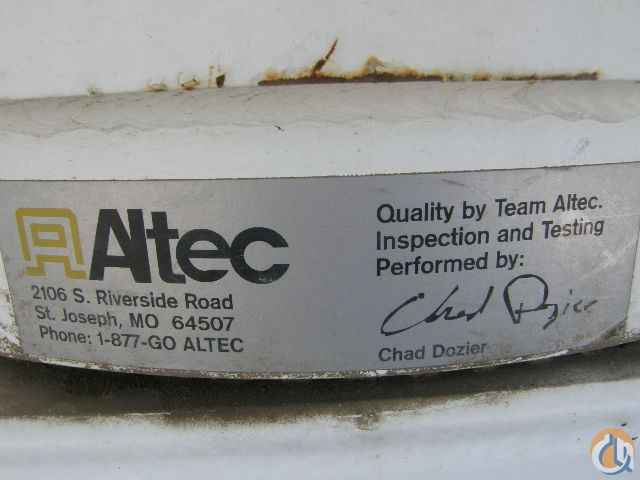 Altec
2106 S. Riverside Road
St. Joseph, MO 64507
Phone: 1-877-GO ALTEC
Quality by Team Altec.
Inspection and Testing
Performed by:
Chad Dozier
Chad Dozier